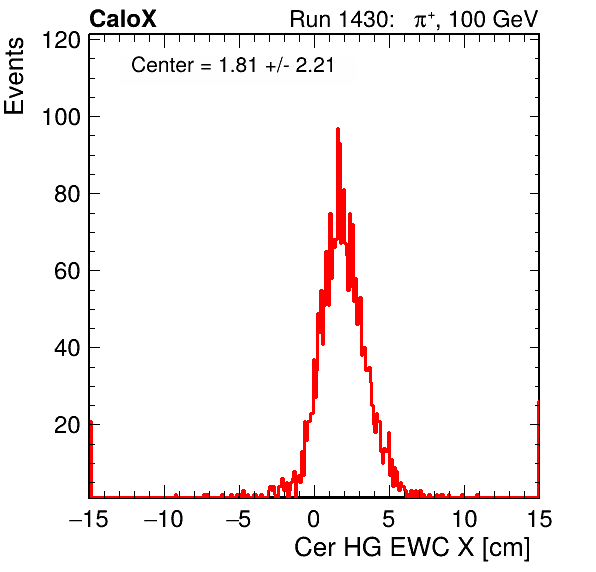 CaloX Run 1430: π⁺, 100 GeV
Center = 1.81 +/- 2.21
Events
120
100
80
60
40
20
−15 −10 −5 0 5 10 15
Cer HG EWC X [cm]